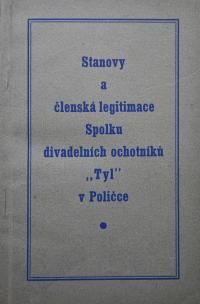 Stanovy
a
členská legitimace
Spolku
divadelních ochotníků
„Tyl"
v Poličce